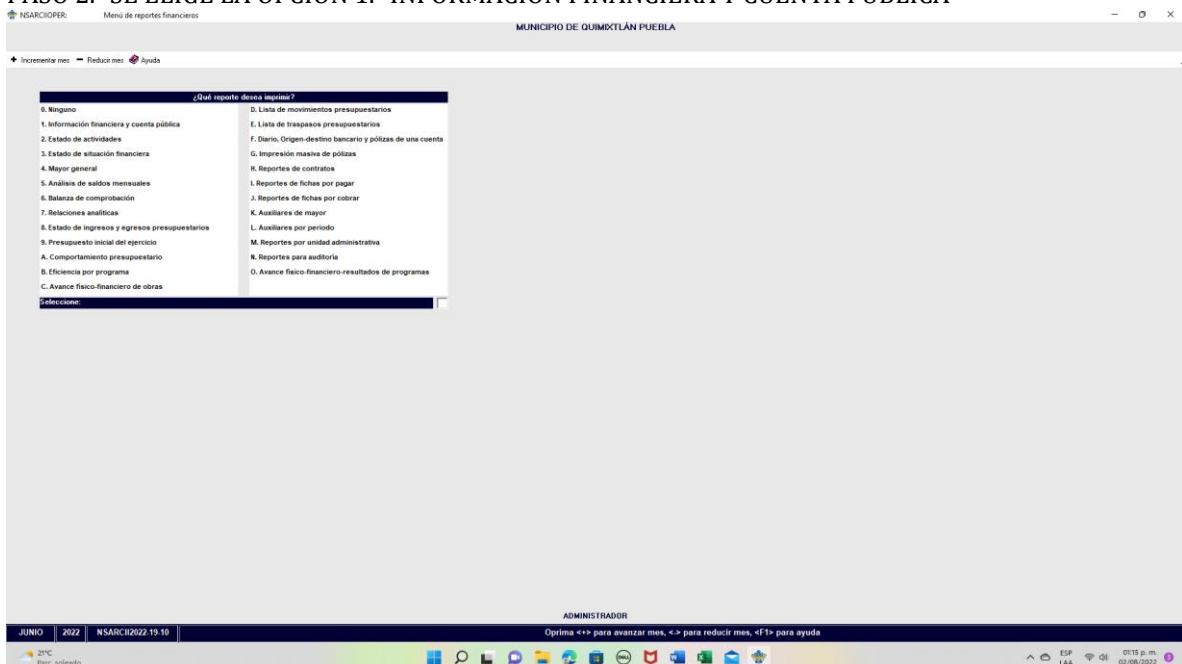 PASO 2: SE ELIGE LA OPCIÓN 1. INFORMACIÓN FINANCIERA Y CUENTA PÚBLICA
NSARCIIOPER: Menú de reportes financieros
MUNICIPIO DE QUIMIXTLÁN PUEBLA
Incrementar mes Reducir mes Ayuda
¿Qué reporte desea imprimir?
0. Ninguno
1. Información financiera y cuenta pública
2. Estado de actividades
3. Estado de situación financiera
4. Mayor general
5. Análisis de saldos mensuales
6. Balanza de comprobación
7. Relaciones analíticas
8. Estado de ingresos y egresos presupuestarios
9. Presupuesto inicial del ejercicio
A. Comportamiento presupuestario
B. Eficiencia por programa
C. Avance físico-financiero de obras
D. Lista de movimientos presupuestarios
E. Lista de traspasos presupuestarios
F. Diario, Origen-destino bancario y pólizas de una cuenta
G. Impresión masiva de pólizas
H. Reportes de contratos
I. Reportes de fichas por pagar
J. Reportes de fichas por cobrar
K. Auxiliares de mayor
L. Auxiliares por periodo
M. Reportes por unidad administrativa
N. Reportes para auditoría
O. Avance físico-financiero-resultados de programas
Seleccione:
ADMINISTRADOR
JUNIO 2022 NSARCII2022-19-10 Oprima <+> para avanzar mes, <-> para reducir mes, <F1> para ayuda
21°C
Parc. soleado
ESP
LAA
01:15 p. m.
02/08/2022